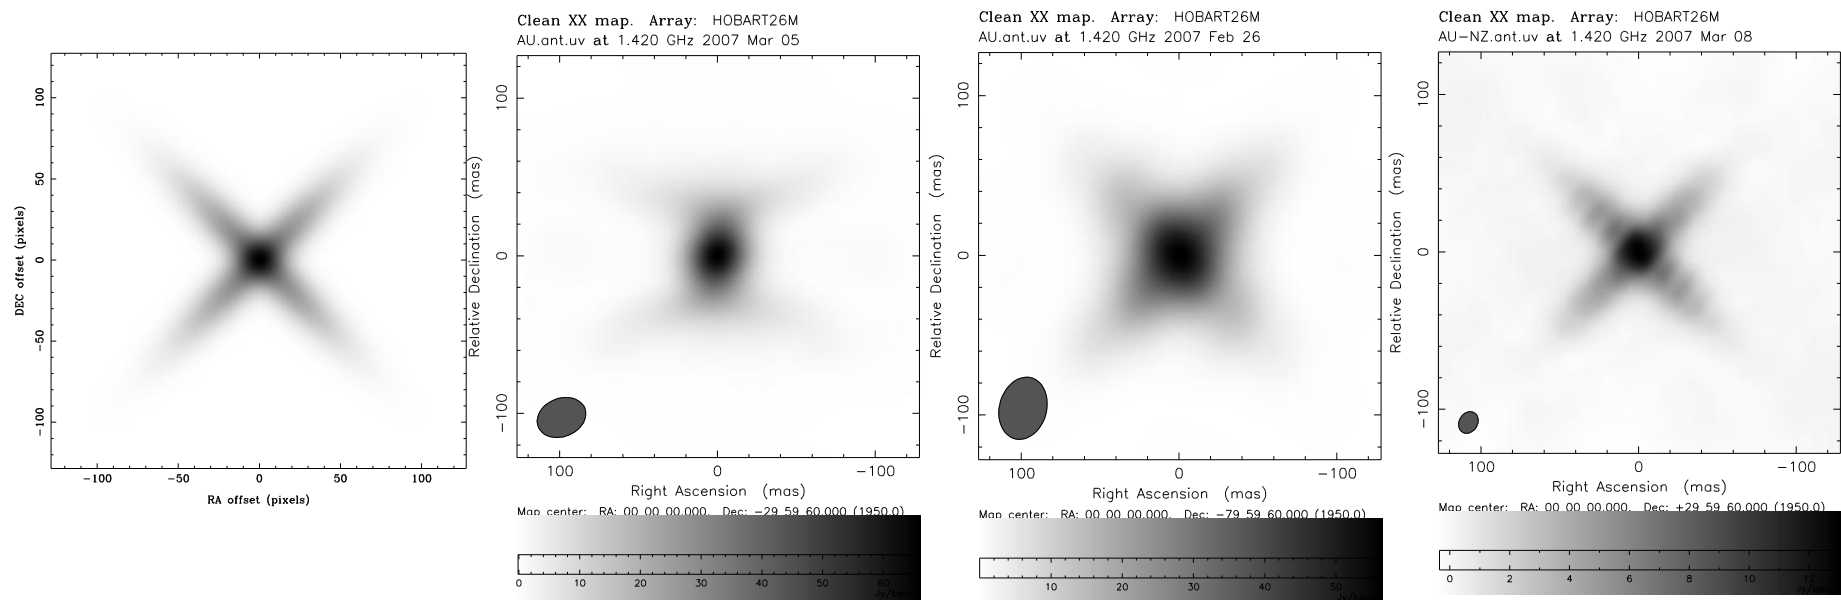 100
50
0
-50
-100
DEC offset (pixels)
-100 -50 0 50 100
RA offset (pixels)
Clean XX map. Array: HOBART26M
AU.ant.uv at 1.420 GHz 2007 Mar 05
100
0
-100
Relative Declination (mas)
100 0 -100
Right Ascension (mas)
Map center: RA: 00 00 00.000, Dec: -29 59 60.000 (1950.0)
0 10 20 30 40 50 60
Clean XX map. Array: HOBART26M
AU.ant.uv at 1.420 GHz 2007 Feb 26
100
0
-100
Relative Declination (mas)
100 0 -100
Right Ascension (mas)
Map center: RA: 00 00 00.000, Dec: -79 59 60.000 (1950.0)
10 20 30 40 50
Clean XX map. Array: HOBART26M
AU-NZ.ant.uv at 1.420 GHz 2007 Mar 08
100
0
-100
Relative Declination (mas)
100 0 -100
Right Ascension (mas)
Map center: RA: 00 00 00.000, Dec: +29 59 60.000 (1950.0)
0 2 4 6 8 10 12